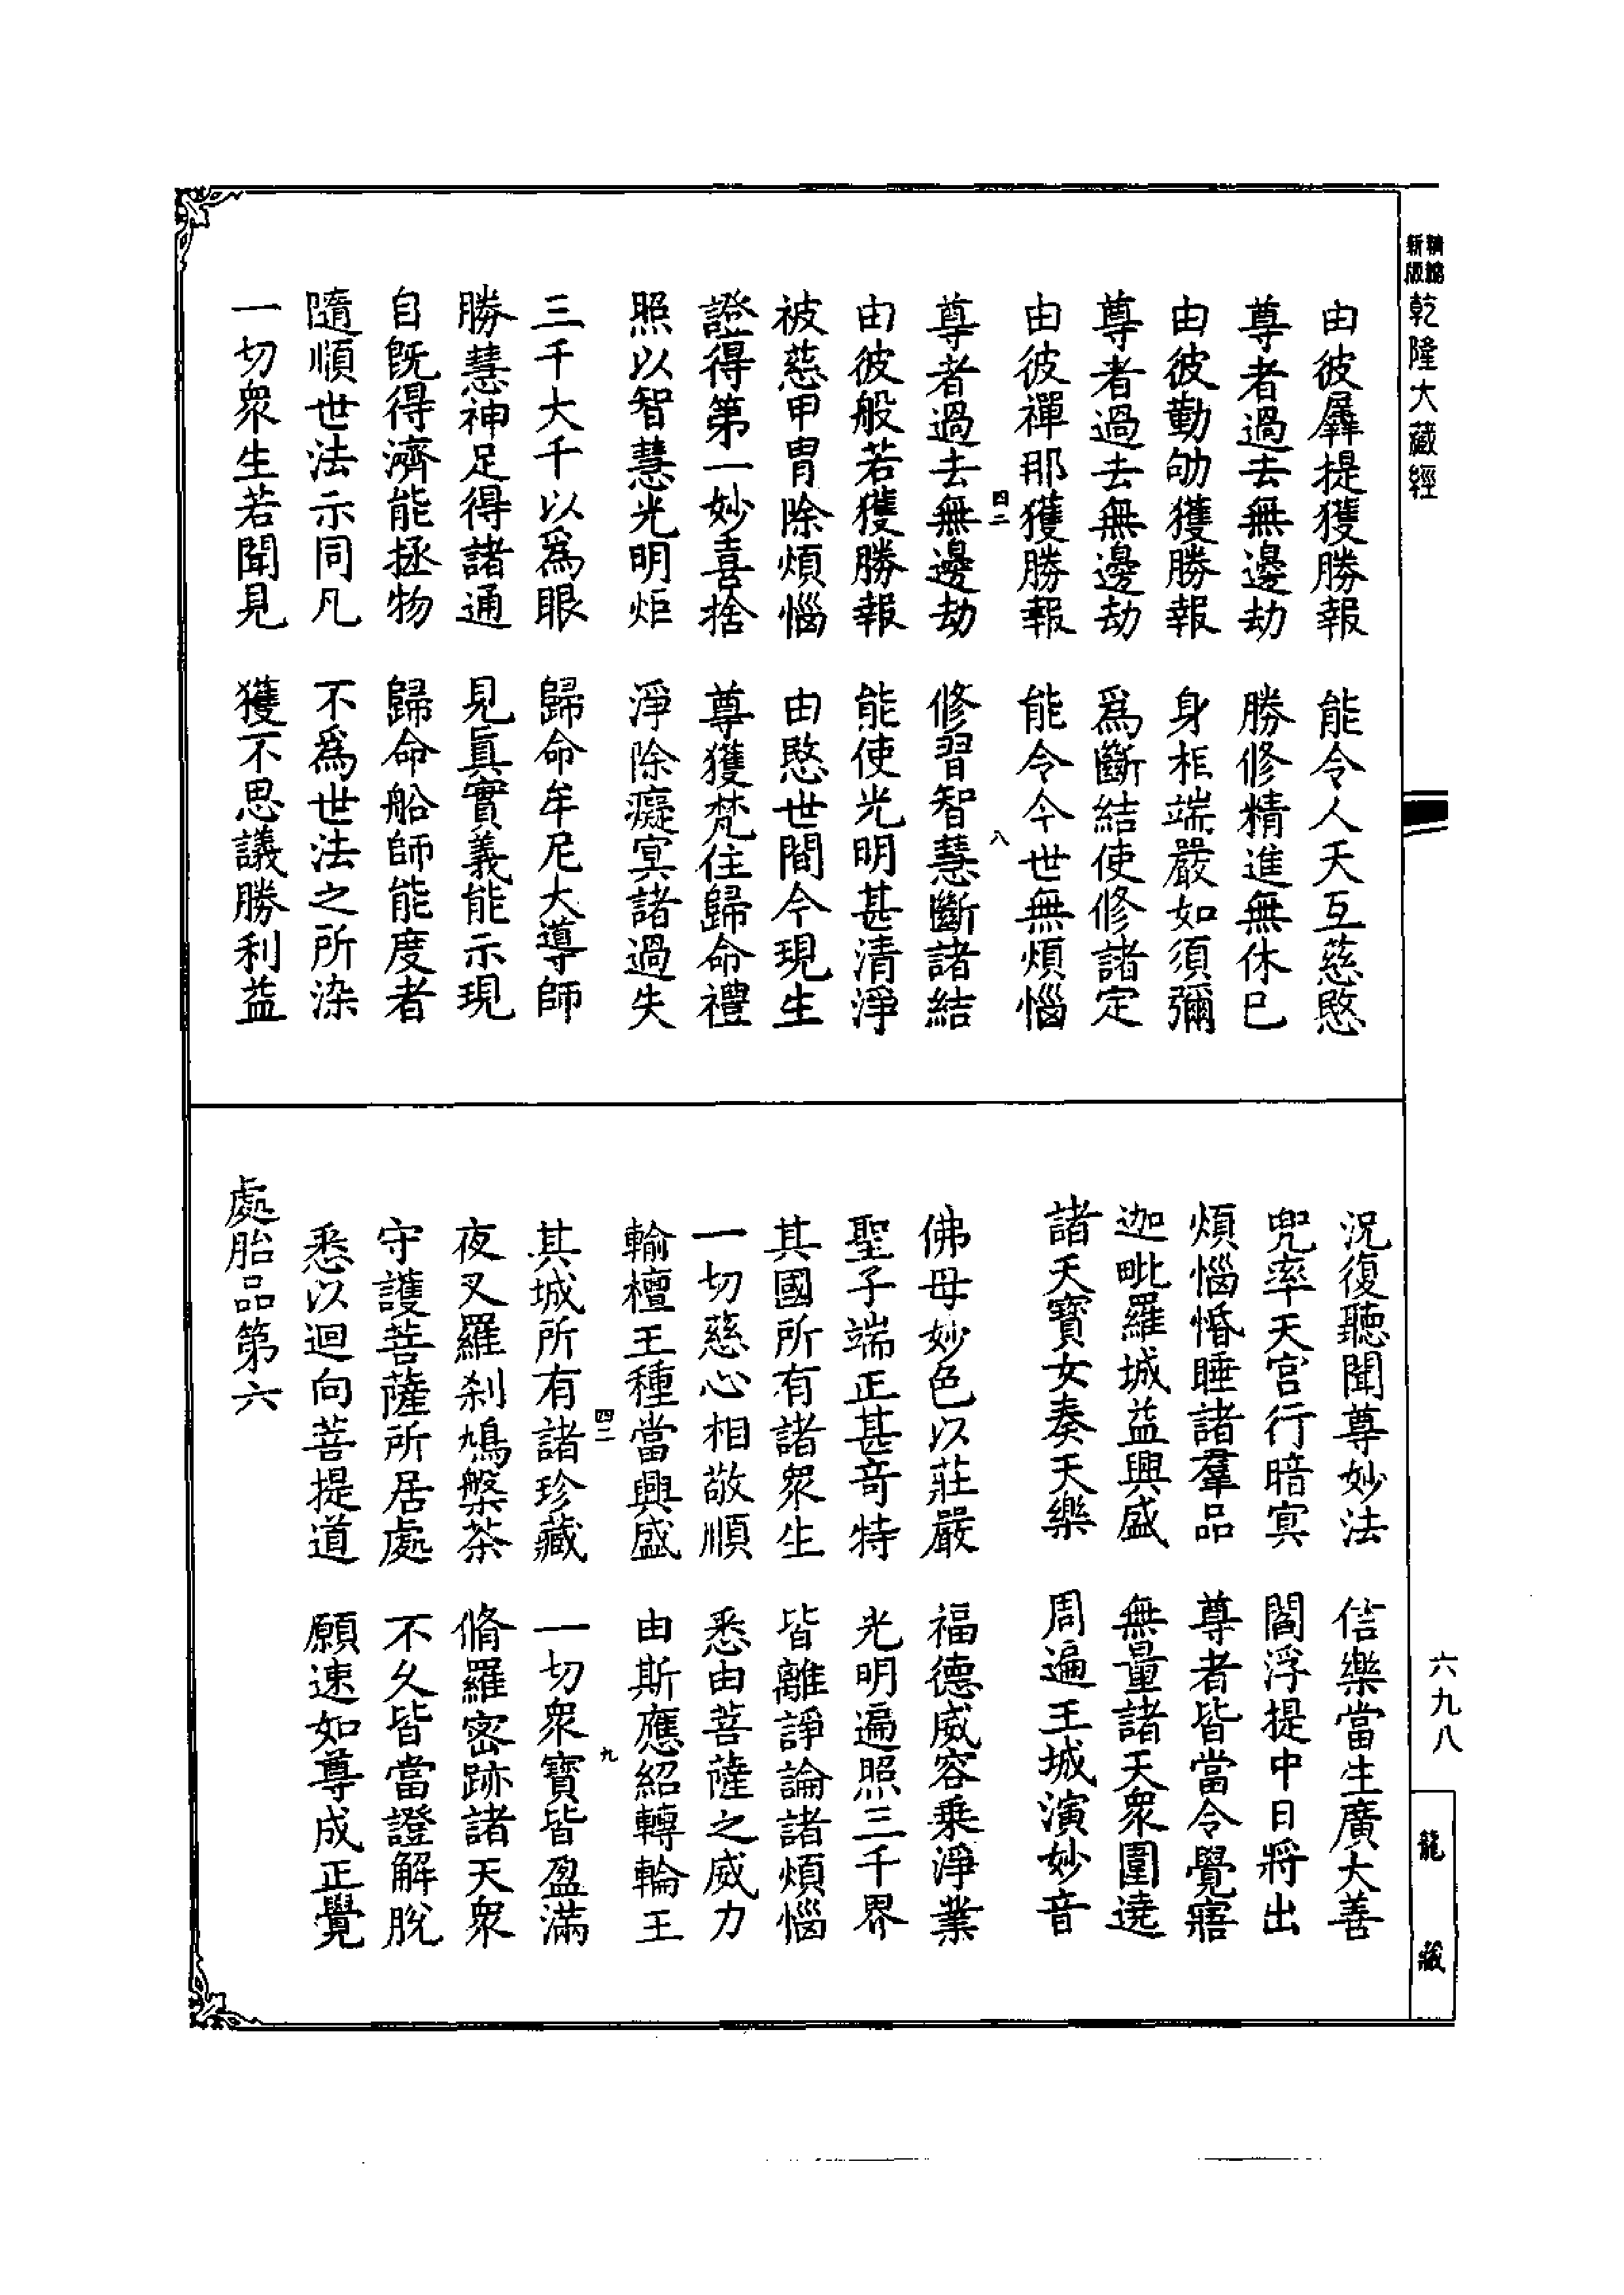 新版精縮 乾隆大藏經
六九八
龍藏
由彼羼提獲勝報 能令人天互慈愍
尊者過去無邊劫 勝修精進無休已
由彼勤劬獲勝報 身相端嚴如須彌
尊者過去無邊劫 爲斷結使修諸定
由彼禪那獲勝報 能令今世無煩惱
四二 八
尊者過去無邊劫 修習智慧斷諸結
由彼般若獲勝報 能使光明甚清淨
被慈甲冑除煩惱 由愍世間今現生
證得第一妙喜捨 尊獲梵住歸命禮
照以智慧光明炬 淨除癡冥諸過失
三千大千以爲眼 歸命牟尼大導師
勝慧神足得諸通 見眞實義能示現
自旣得濟能拯物 歸命船師能度者
隨順世法示同凡 不爲世法之所染
一切衆生若聞見 獲不思議勝利益
況復聽聞尊妙法 信樂當生廣大善
兜率天宮行暗冥 閻浮提中日將出
煩惱惛睡諸羣品 尊者皆當令覺寤
迦毗羅城益興盛 無量諸天衆圍遶
諸天寶女奏天樂 周遍王城演妙音
佛母妙色以莊嚴 福德威容乘淨業
聖子端正甚奇特 光明遍照三千界
其國所有諸衆生 皆離諍論諸煩惱
一切慈心相敬順 悉由菩薩之威力
輸檀王種當興盛 由斯應紹轉輪王
四二 九
其城所有諸珍藏 一切衆寶皆盈滿
夜叉羅刹鳩槃茶 脩羅密跡諸天衆
守護菩薩所居處 不久皆當證解脫
悉以迴向菩提道 願速如尊成正覺
處胎品第六